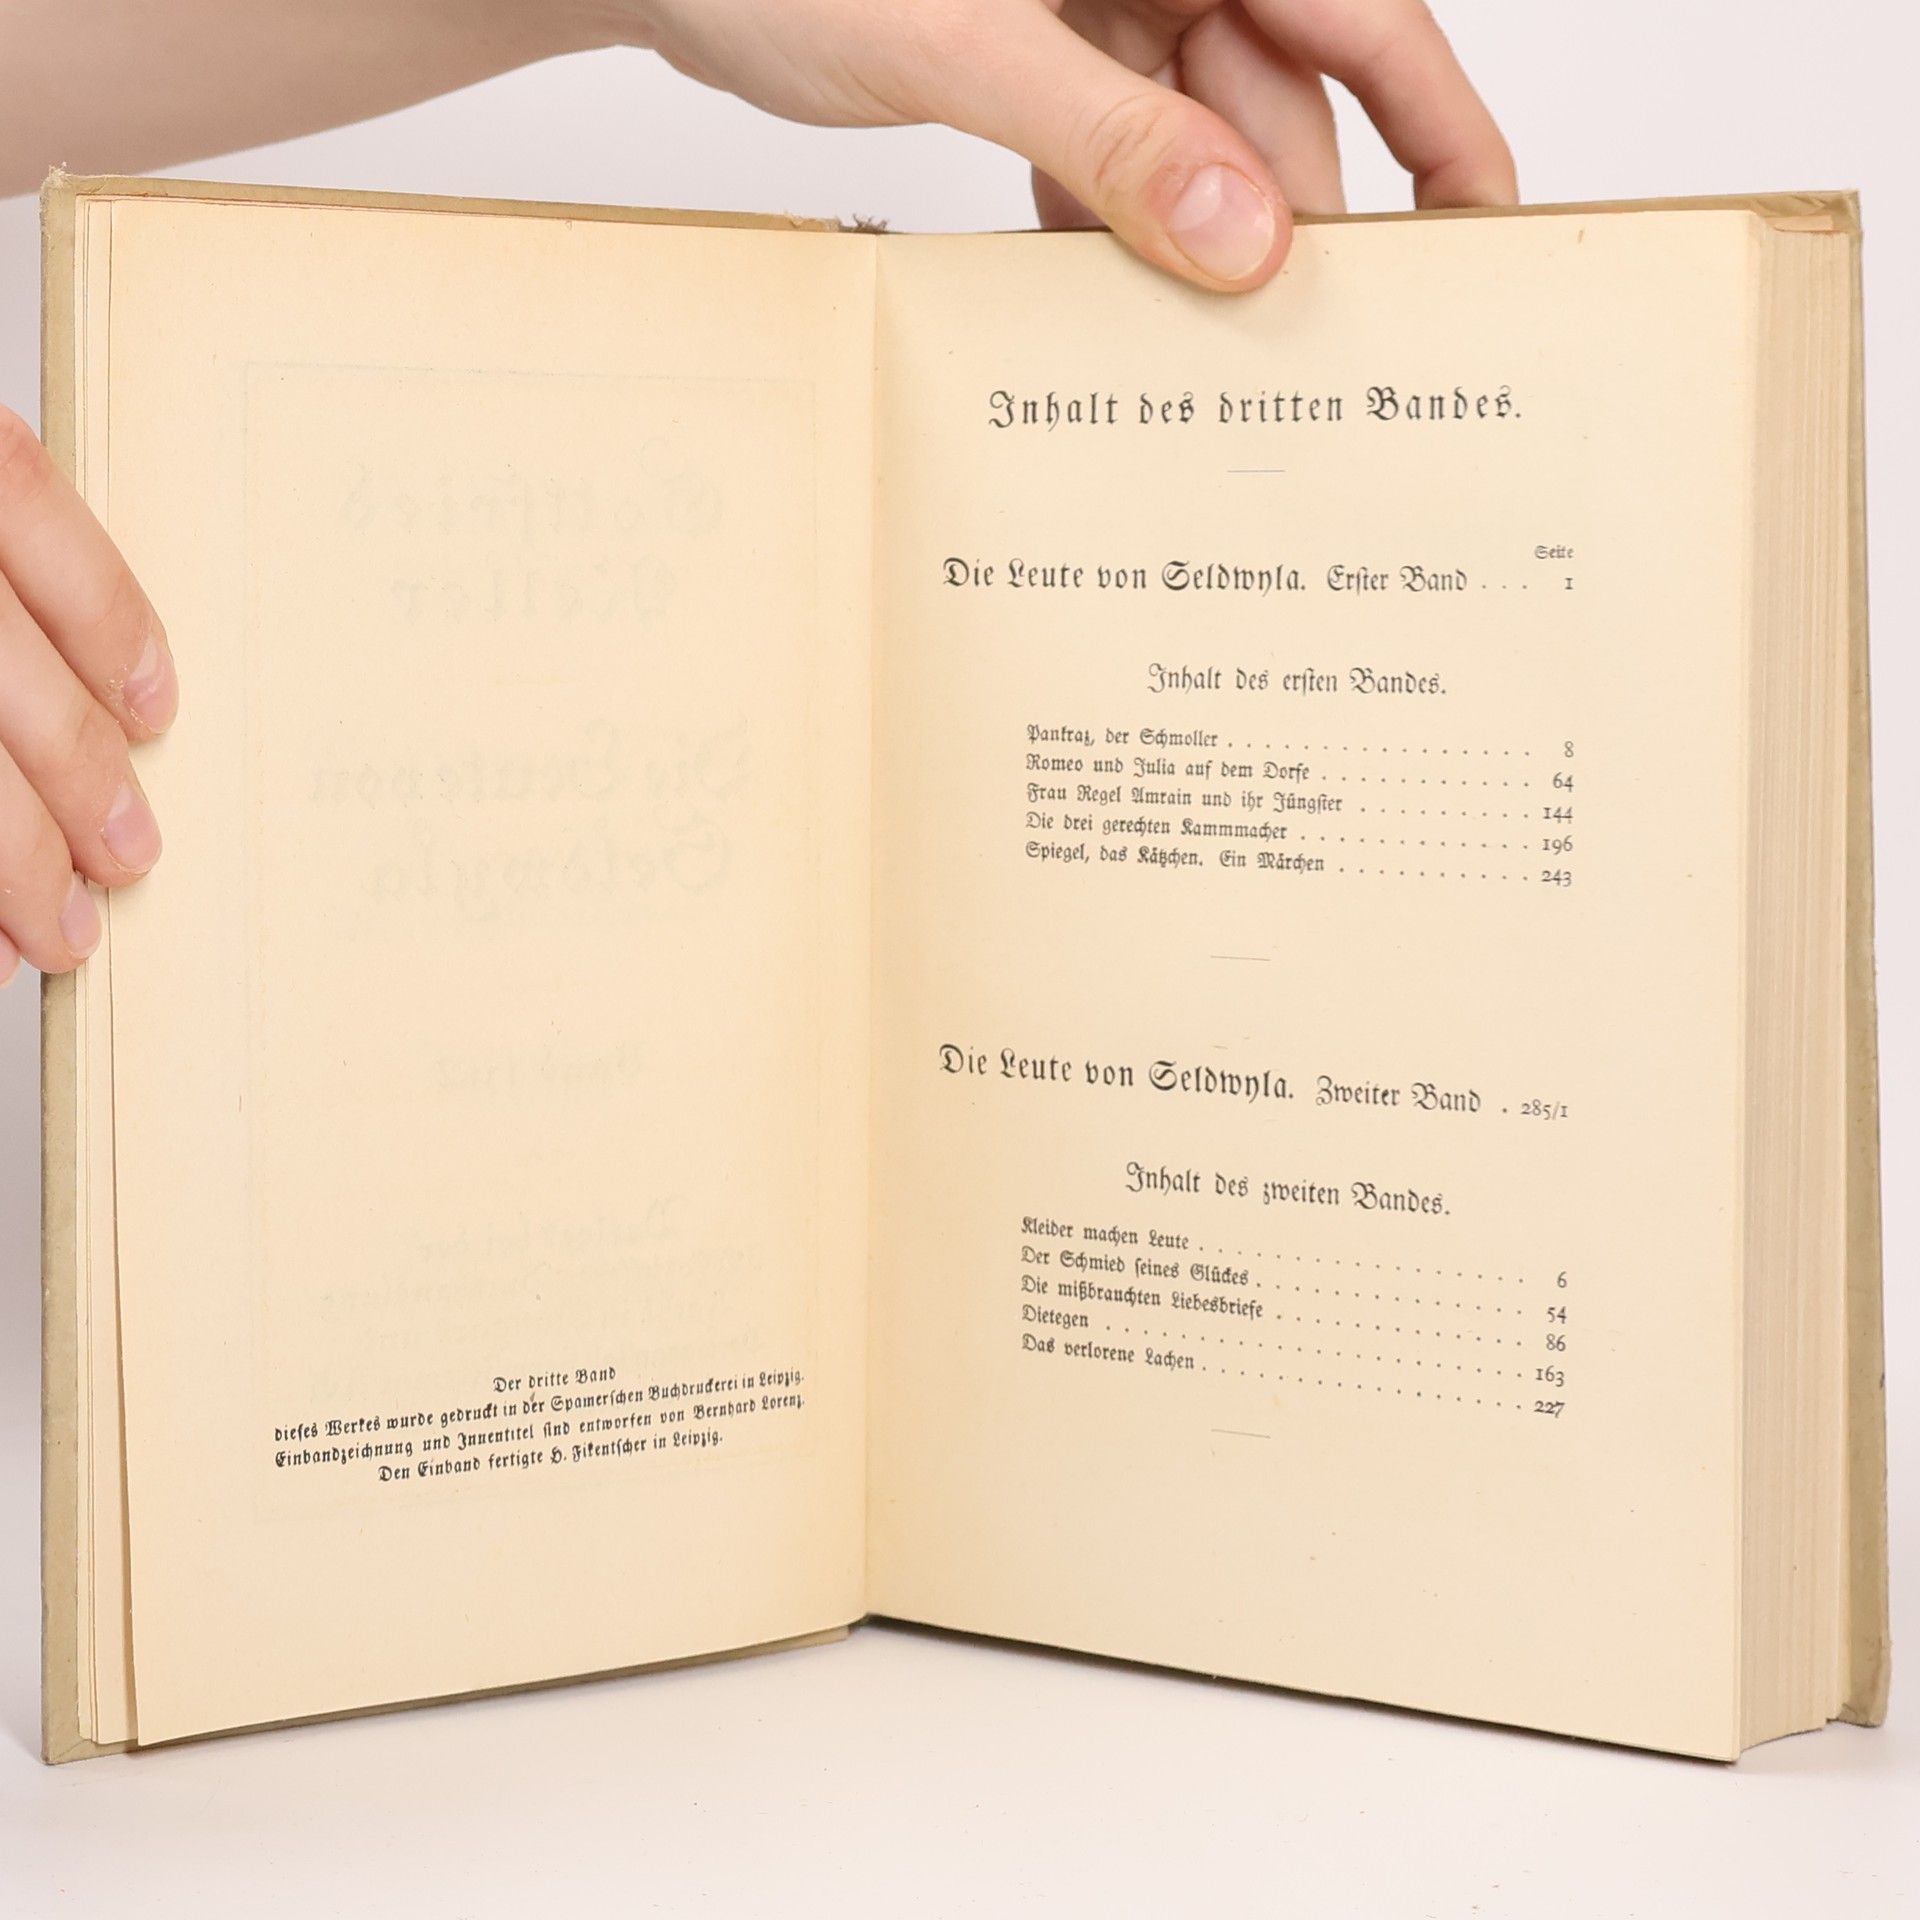 Der dritte Band
dieses Werkes wurde gedruckt in der Spamerschen Buchdruckerei in Leipzig.
Einbandzeichnung und Innentitel sind entworfen von Bernhard Lorenz.
Den Einband fertigte H. Fikentscher in Leipzig.
Inhalt des dritten Bandes.
Seite
Die Leute von Seldwyla. Erster Band . . . 1
Inhalt des ersten Bandes.
Pankraz, der Schmoller . . . . . . . . . . . . . . . . 8
Romeo und Julia auf dem Dorfe . . . . . . . . . . . 64
Frau Regel Amrain und ihr Jüngster . . . . . . . . . 144
Die drei gerechten Kammmacher . . . . . . . . . . . . 196
Spiegel, das Kätzchen. Ein Märchen . . . . . . . . . . 243
Die Leute von Seldwyla. Zweiter Band . 285/1
Inhalt des zweiten Bandes.
Kleider machen Leute . . . . . . . . . . . . . . . . . 6
Der Schmied seines Glückes . . . . . . . . . . . . . . 54
Die mißbrauchten Liebesbriefe . . . . . . . . . . . . . 86
Dietegen . . . . . . . . . . . . . . . . . . . . . . 163
Das verlorene Lachen . . . . . . . . . . . . . . . . . 227